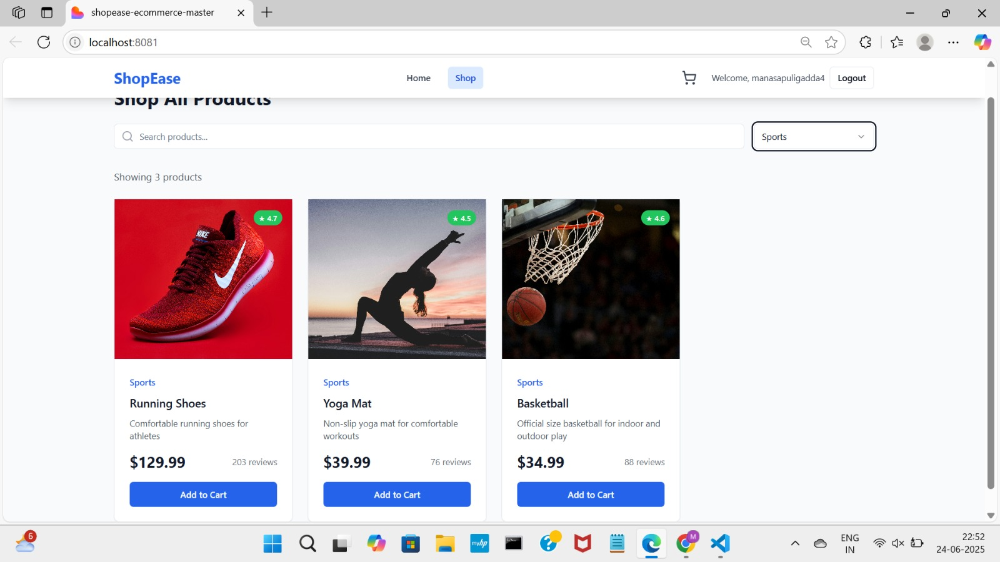 shopease-ecommerce-master
localhost:8081
ShopEase
Home
Shop
Welcome, manasapuligadda4
Logout
Shop All Products
Search products...
Sports
Showing 3 products
★ 4.7
★ 4.5
★ 4.6
NIKE
Sports
Running Shoes
Comfortable running shoes for
athletes
$129.99
203 reviews
Add to Cart
Sports
Yoga Mat
Non-slip yoga mat for comfortable
workouts
$39.99
76 reviews
Add to Cart
Sports
Basketball
Official size basketball for indoor and
outdoor play
$34.99
88 reviews
Add to Cart
6
myhp
M
ENG
IN
22:52
24-06-2025